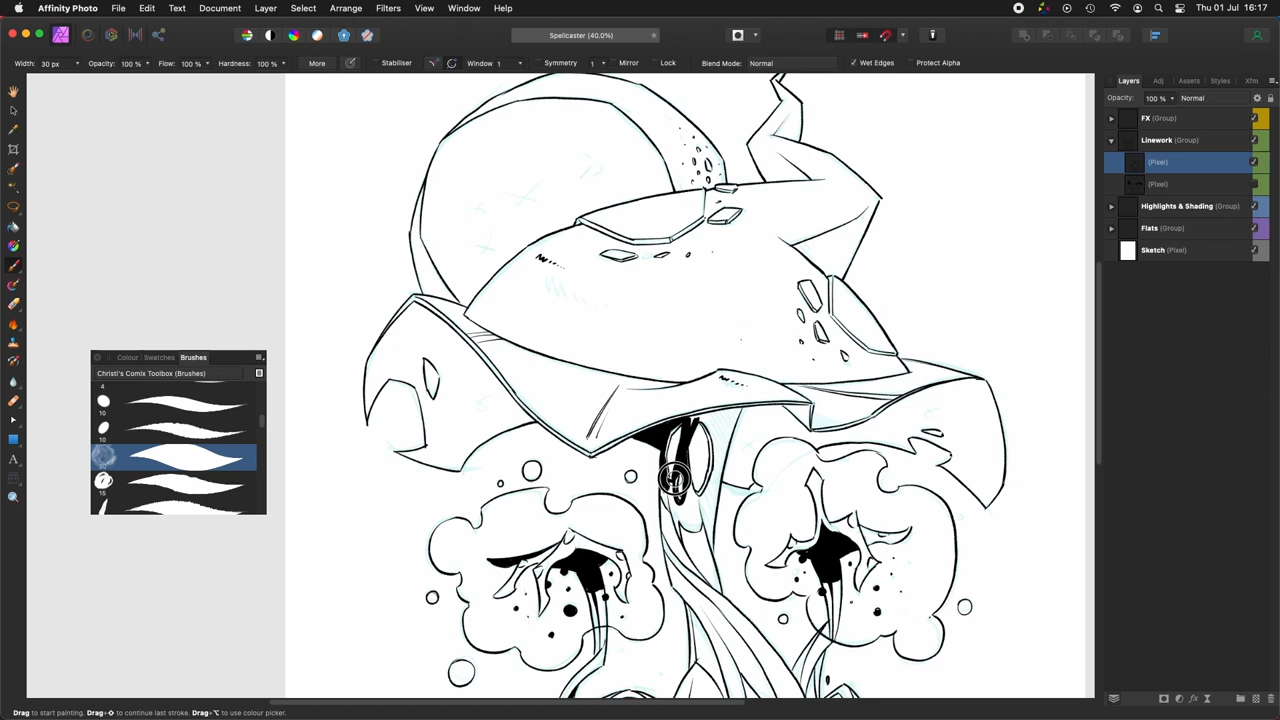 Affinity Photo File Edit Text Document Layer Select Arrange Filters View Window Help Thu 01 Jul 16:17
Spellcaster (40.0%)
Width: 30 px Opacity: 100 % Flow: 100 % Hardness: 100 % More Stabiliser Window 1 Symmetry 1 Mirror Lock Blend Mode: Normal Wet Edges Protect Alpha
Layers Adj Assets Styles Xfm
Opacity: 100 % Normal
FX (Group)
Linework (Group)
(Pixel)
(Pixel)
Highlights & Shading (Group)
Flats (Group)
Sketch (Pixel)
Colour Swatches Brushes
Christi's Comix Toolbox (Brushes)
4
10
10
30
15
Drag to start painting. Drag+⇧ to continue last stroke. Drag+⌥ to use colour picker.